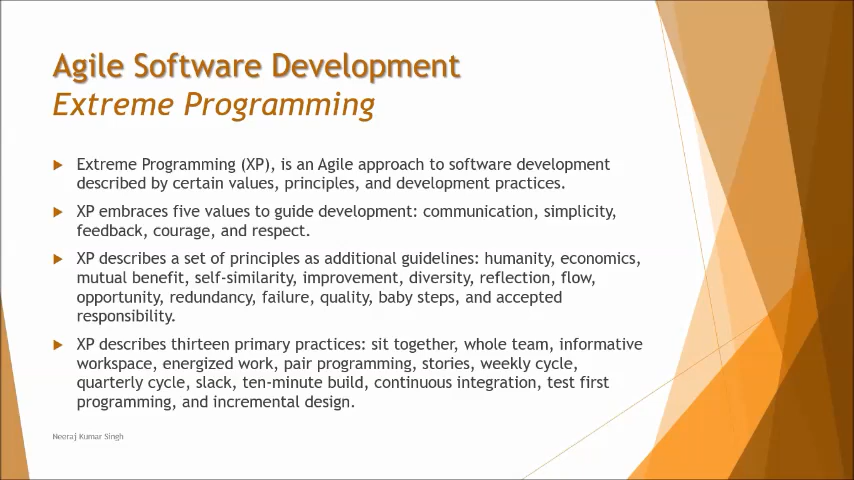 Agile Software Development
Extreme Programming
Extreme Programming (XP), is an Agile approach to software development
described by certain values, principles, and development practices.
XP embraces five values to guide development: communication, simplicity,
feedback, courage, and respect.
XP describes a set of principles as additional guidelines: humanity, economics,
mutual benefit, self-similarity, improvement, diversity, reflection, flow,
opportunity, redundancy, failure, quality, baby steps, and accepted
responsibility.
XP describes thirteen primary practices: sit together, whole team, informative
workspace, energized work, pair programming, stories, weekly cycle,
quarterly cycle, slack, ten-minute build, continuous integration, test first
programming, and incremental design.
Neeraj Kumar Singh